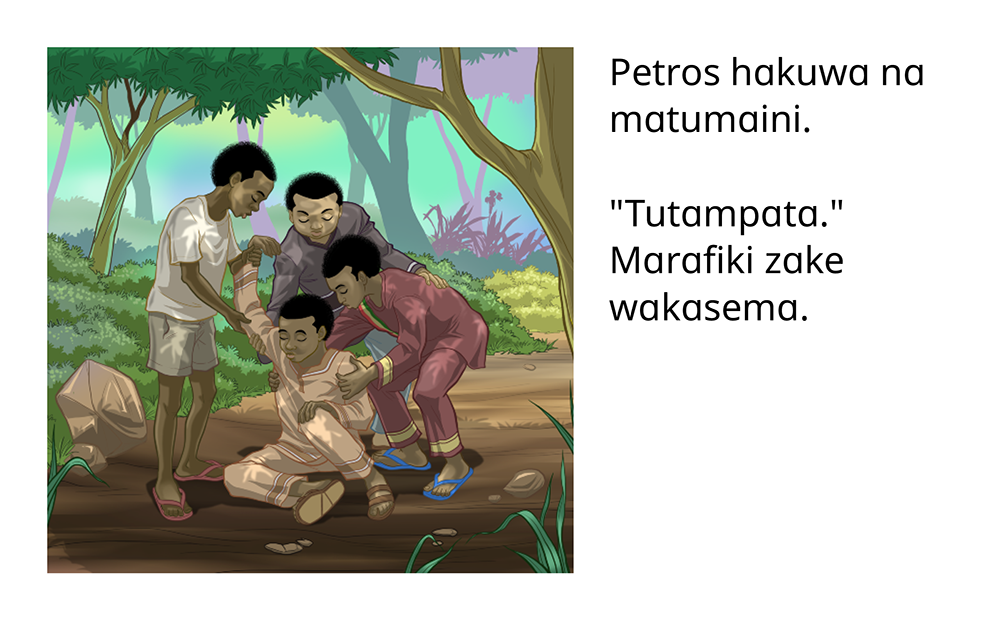 Petros hakuwa na
matumaini.
"Tutampata."
Marafiki zake
wakasema.